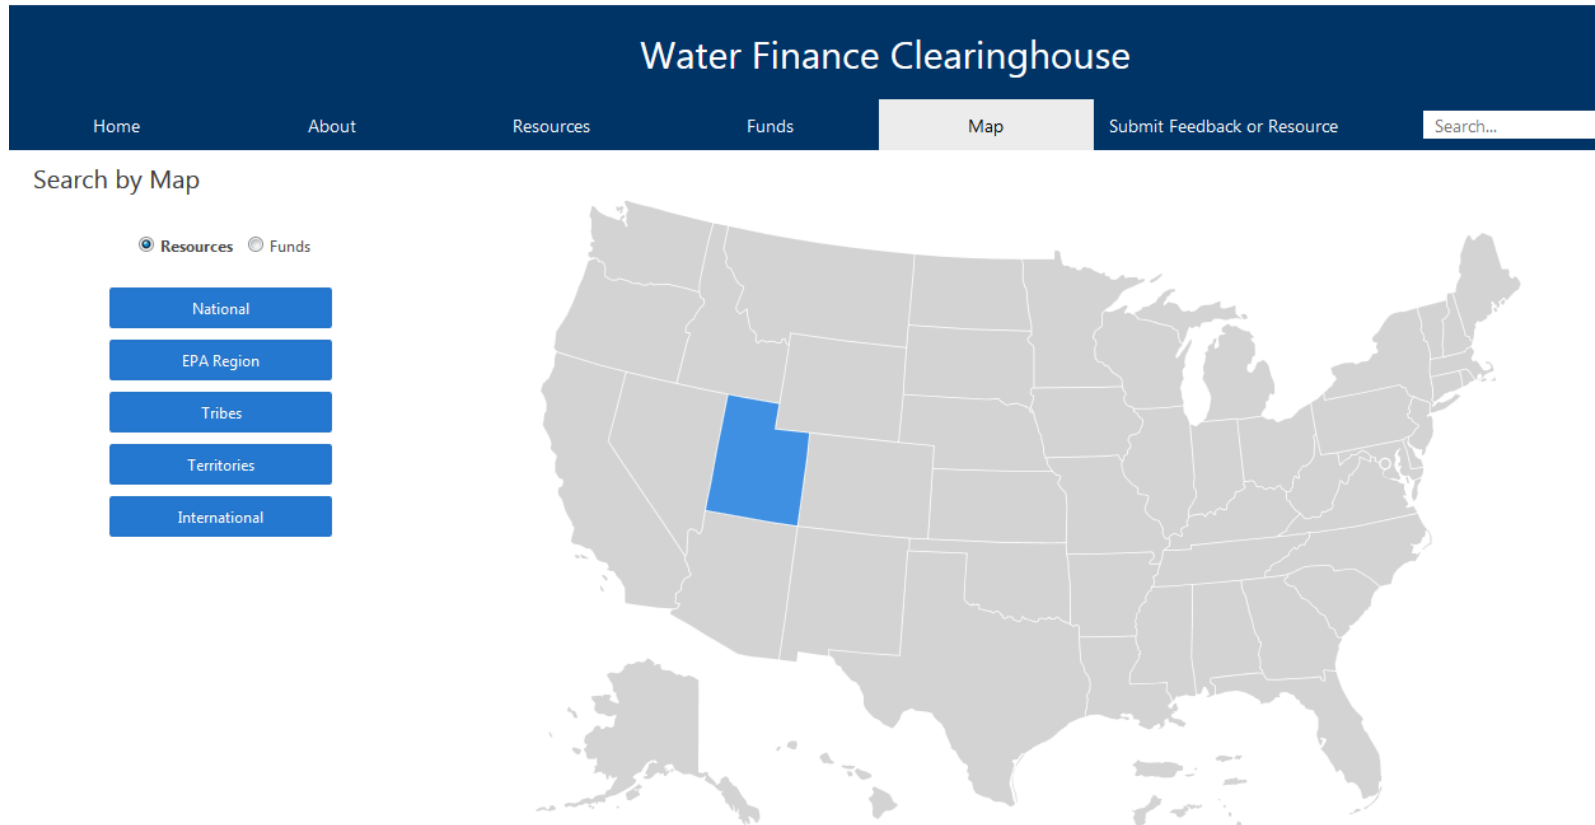 Water Finance Clearinghouse
Home About Resources Funds Map Submit Feedback or Resource Search...
Search by Map
Resources Funds
National
EPA Region
Tribes
Territories
International